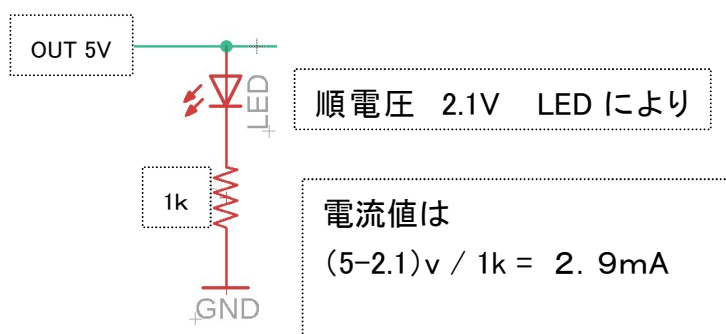 OUT 5V
LED
順電圧 2.1V LED により
1k
電流値は
(5-2.1)v / 1k = 2. 9mA
GND